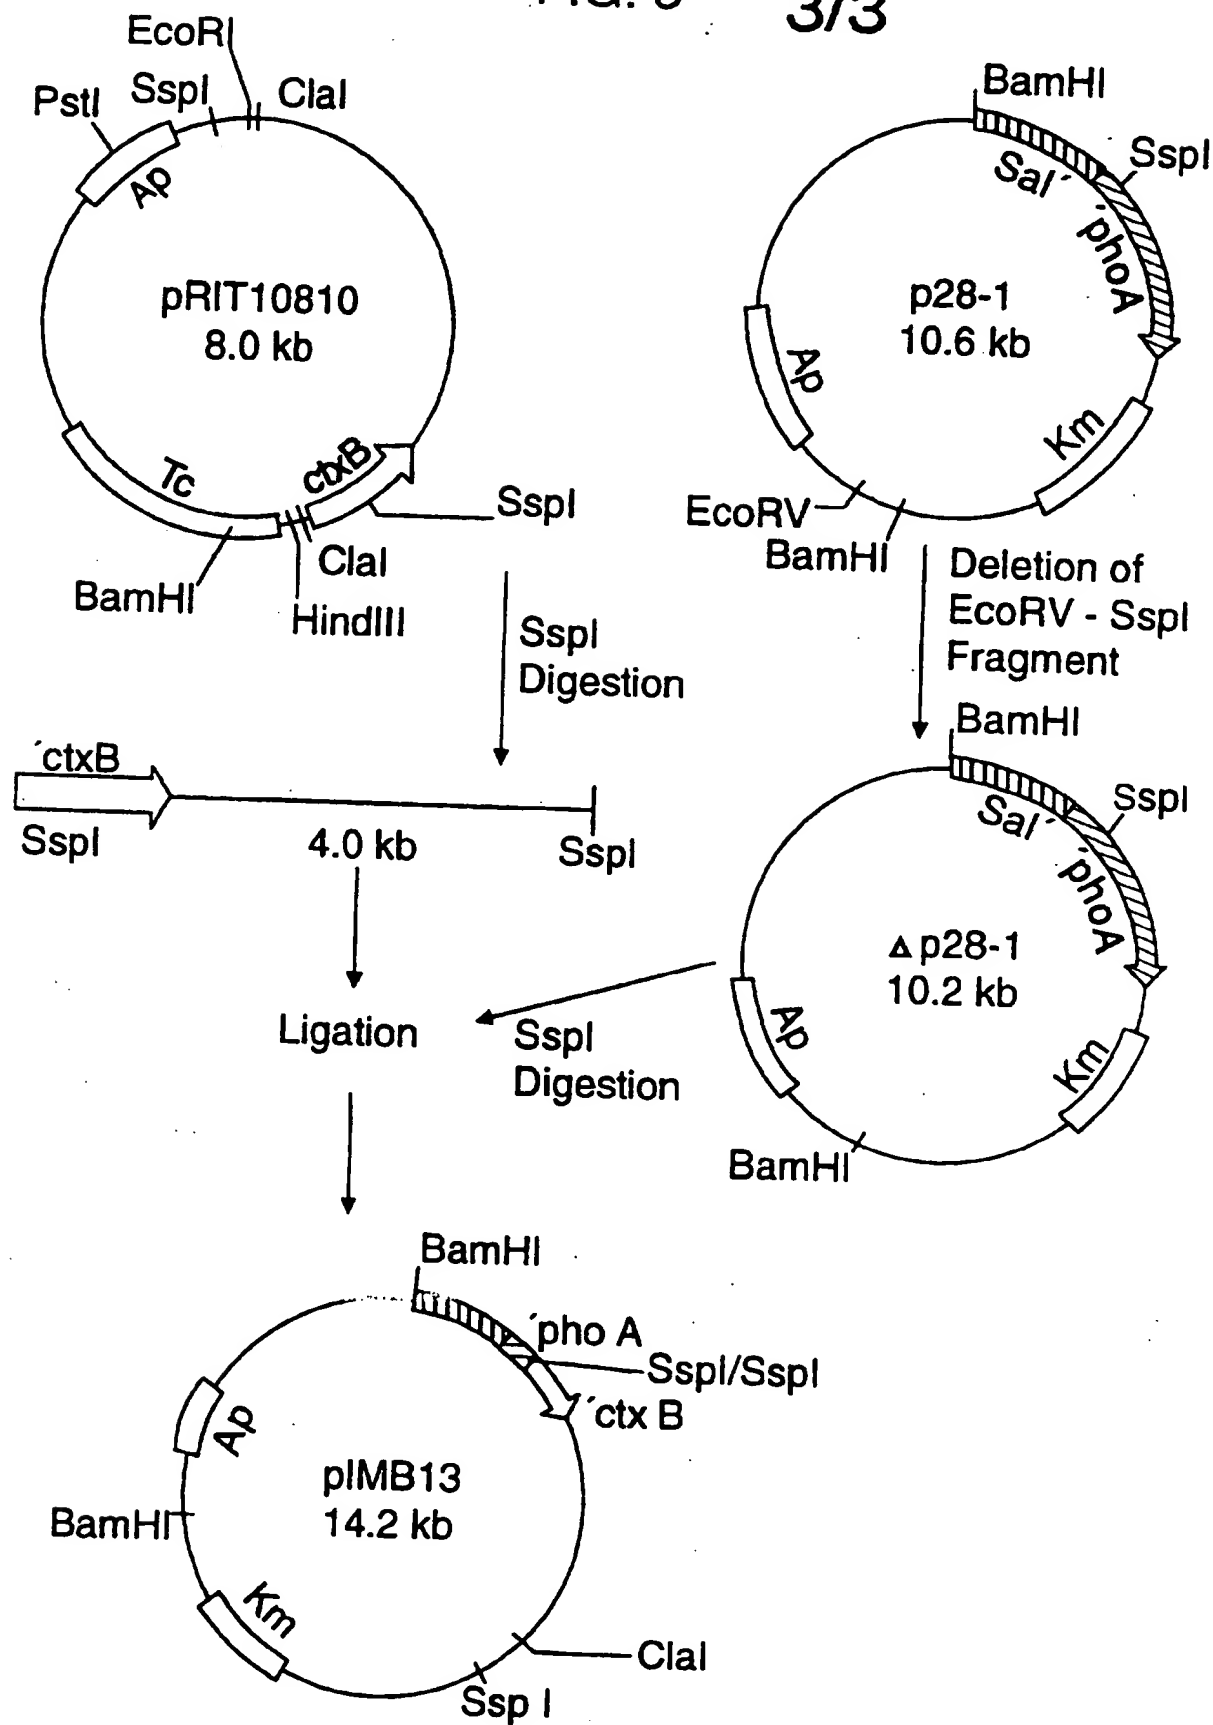 3/3
EcoRI
PstI
SspI
ClaI
Ap
pRIT10810
8.0 kb
Tc
ctxB
SspI
ClaI
BamHI
HindIII
BamHI
SspI
Sal´
´phoA
p28-1
10.6 kb
Ap
Km
EcoRV
BamHI
SspI
Digestion
Deletion of
EcoRV - SspI
Fragment
´ctxB
SspI
4.0 kb
SspI
BamHI
SspI
Sal´
´phoA
Δp28-1
10.2 kb
Ap
Km
BamHI
Ligation
SspI
Digestion
BamHI
´pho A
SspI/SspI
´ctx B
Ap
pIMB13
14.2 kb
BamHI
Km
ClaI
Ssp I